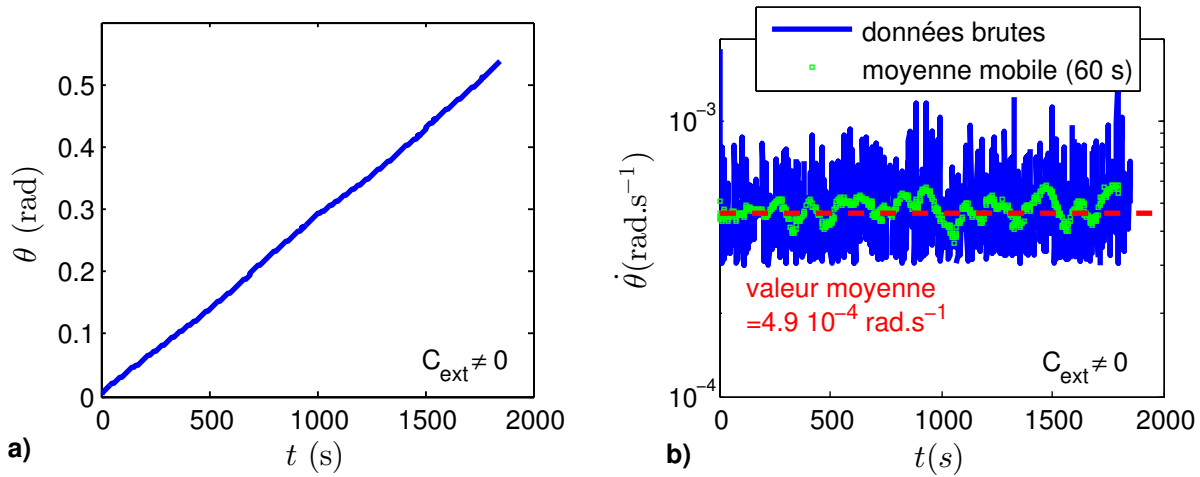 0.5
0.4
0.3
0.2
0.1
0
0 500 1000 1500 2000
θ (rad)
t (s)
C_ext ≠ 0
a)
données brutes
moyenne mobile (60 s)
10⁻³
10⁻⁴
0 500 1000 1500 2000
θ̇(rad.s⁻¹)
valeur moyenne
=4.9 10⁻⁴ rad.s⁻¹
C_ext ≠ 0
t(s)
b)